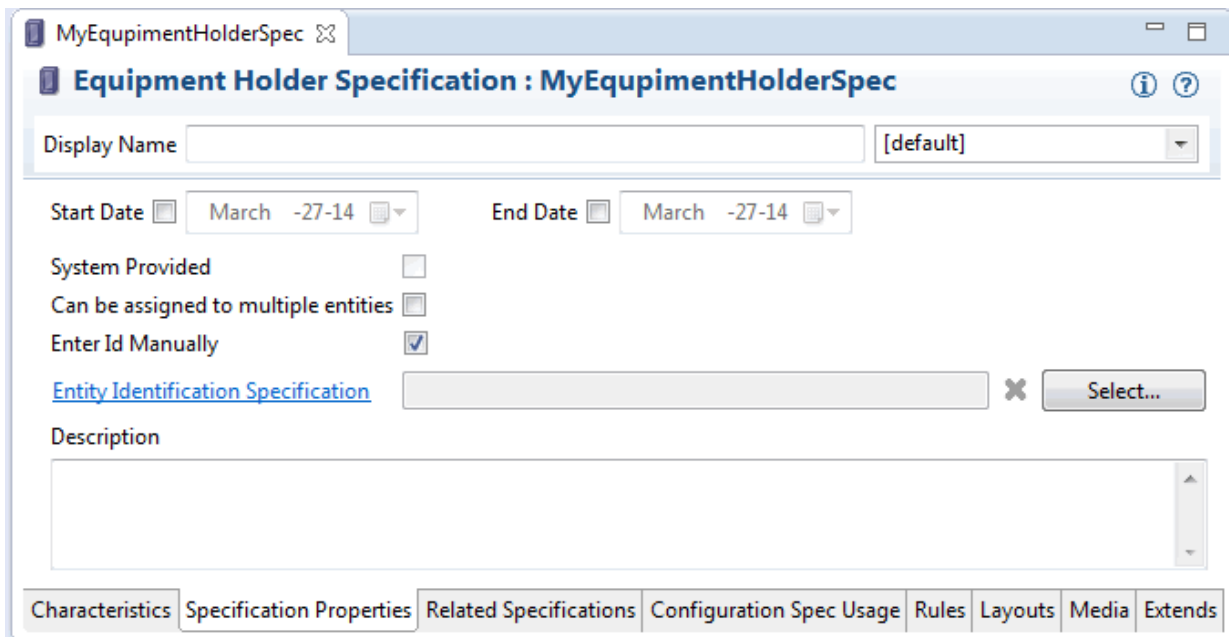 MyEqupimentHolderSpec
Equipment Holder Specification : MyEqupimentHolderSpec
Display Name [default]
Start Date March -27-14 End Date March -27-14
System Provided
Can be assigned to multiple entities
Enter Id Manually
Entity Identification Specification Select...
Description
Characteristics Specification Properties Related Specifications Configuration Spec Usage Rules Layouts Media Extends